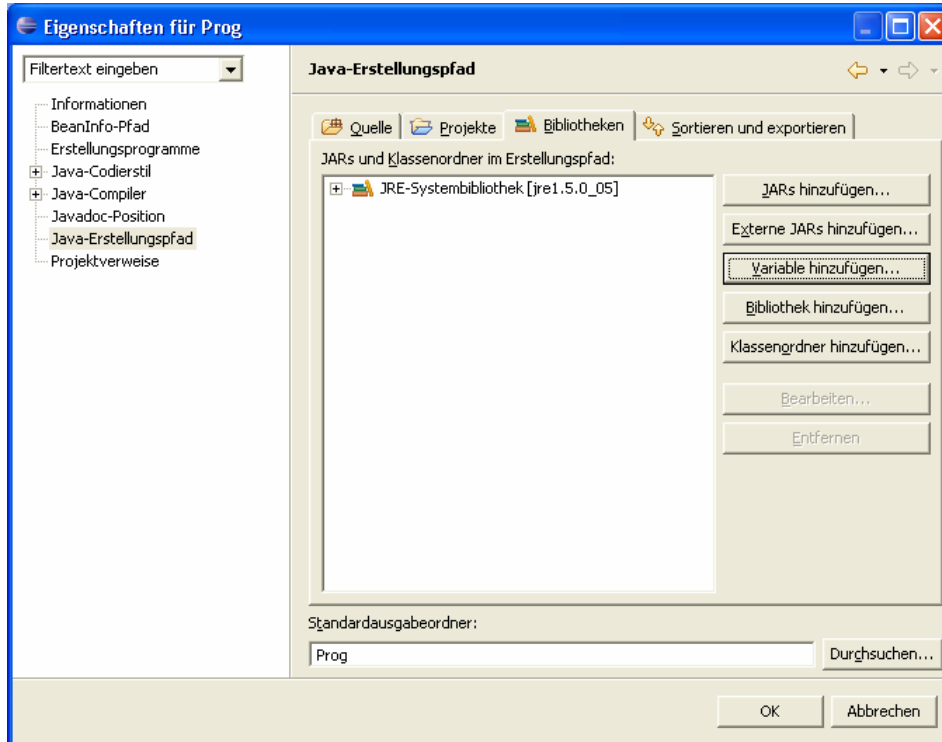 Eigenschaften für Prog
Filtertext eingeben
Informationen
BeanInfo-Pfad
Erstellungsprogramme
Java-Codierstil
Java-Compiler
Javadoc-Position
Java-Erstellungspfad
Projektverweise
Java-Erstellungspfad
Quelle Projekte Bibliotheken Sortieren und exportieren
JARs und Klassenordner im Erstellungspfad:
JRE-Systembibliothek [jre1.5.0_05]
JARs hinzufügen...
Externe JARs hinzufügen...
Variable hinzufügen...
Bibliothek hinzufügen...
Klassenordner hinzufügen...
Bearbeiten...
Entfernen
Standardausgabeordner:
Prog
Durchsuchen...
OK Abbrechen